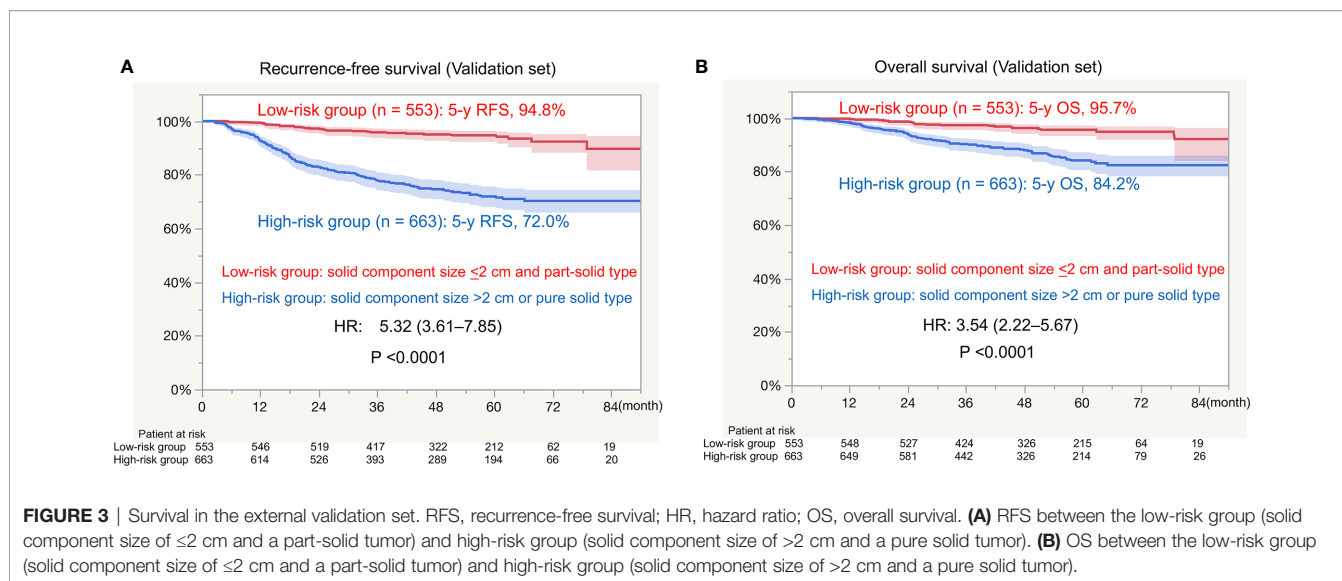 A
Recurrence-free survival (Validation set)
Low-risk group (n = 553): 5-y RFS, 94.8%
100%
80%
High-risk group (n = 663): 5-y RFS, 72.0%
60%
Low-risk group: solid component size ≤2 cm and part-solid type
40%
High-risk group: solid component size >2 cm or pure solid type
HR: 5.32 (3.61–7.85)
20%
P <0.0001
0%
0 12 24 36 48 60 72 84(month)
Patient at risk
Low-risk group 553 546 519 417 322 212 62 19
High-risk group 663 614 526 393 289 194 66 20
B
Overall survival (Validation set)
Low-risk group (n = 553): 5-y OS, 95.7%
100%
80%
High-risk group (n = 663): 5-y OS, 84.2%
60%
Low-risk group: solid component size ≤2 cm and part-solid type
40%
High-risk group: solid component size >2 cm or pure solid type
HR: 3.54 (2.22–5.67)
20%
P <0.0001
0%
0 12 24 36 48 60 72 84(month)
Patient at risk
Low-risk group 553 548 527 424 326 215 64 19
High-risk group 663 649 581 442 326 214 79 26
FIGURE 3 | Survival in the external validation set. RFS, recurrence-free survival; HR, hazard ratio; OS, overall survival. (A) RFS between the low-risk group (solid
component size of ≤2 cm and a part-solid tumor) and high-risk group (solid component size of >2 cm and a pure solid tumor). (B) OS between the low-risk group
(solid component size of ≤2 cm and a part-solid tumor) and high-risk group (solid component size of >2 cm and a pure solid tumor).